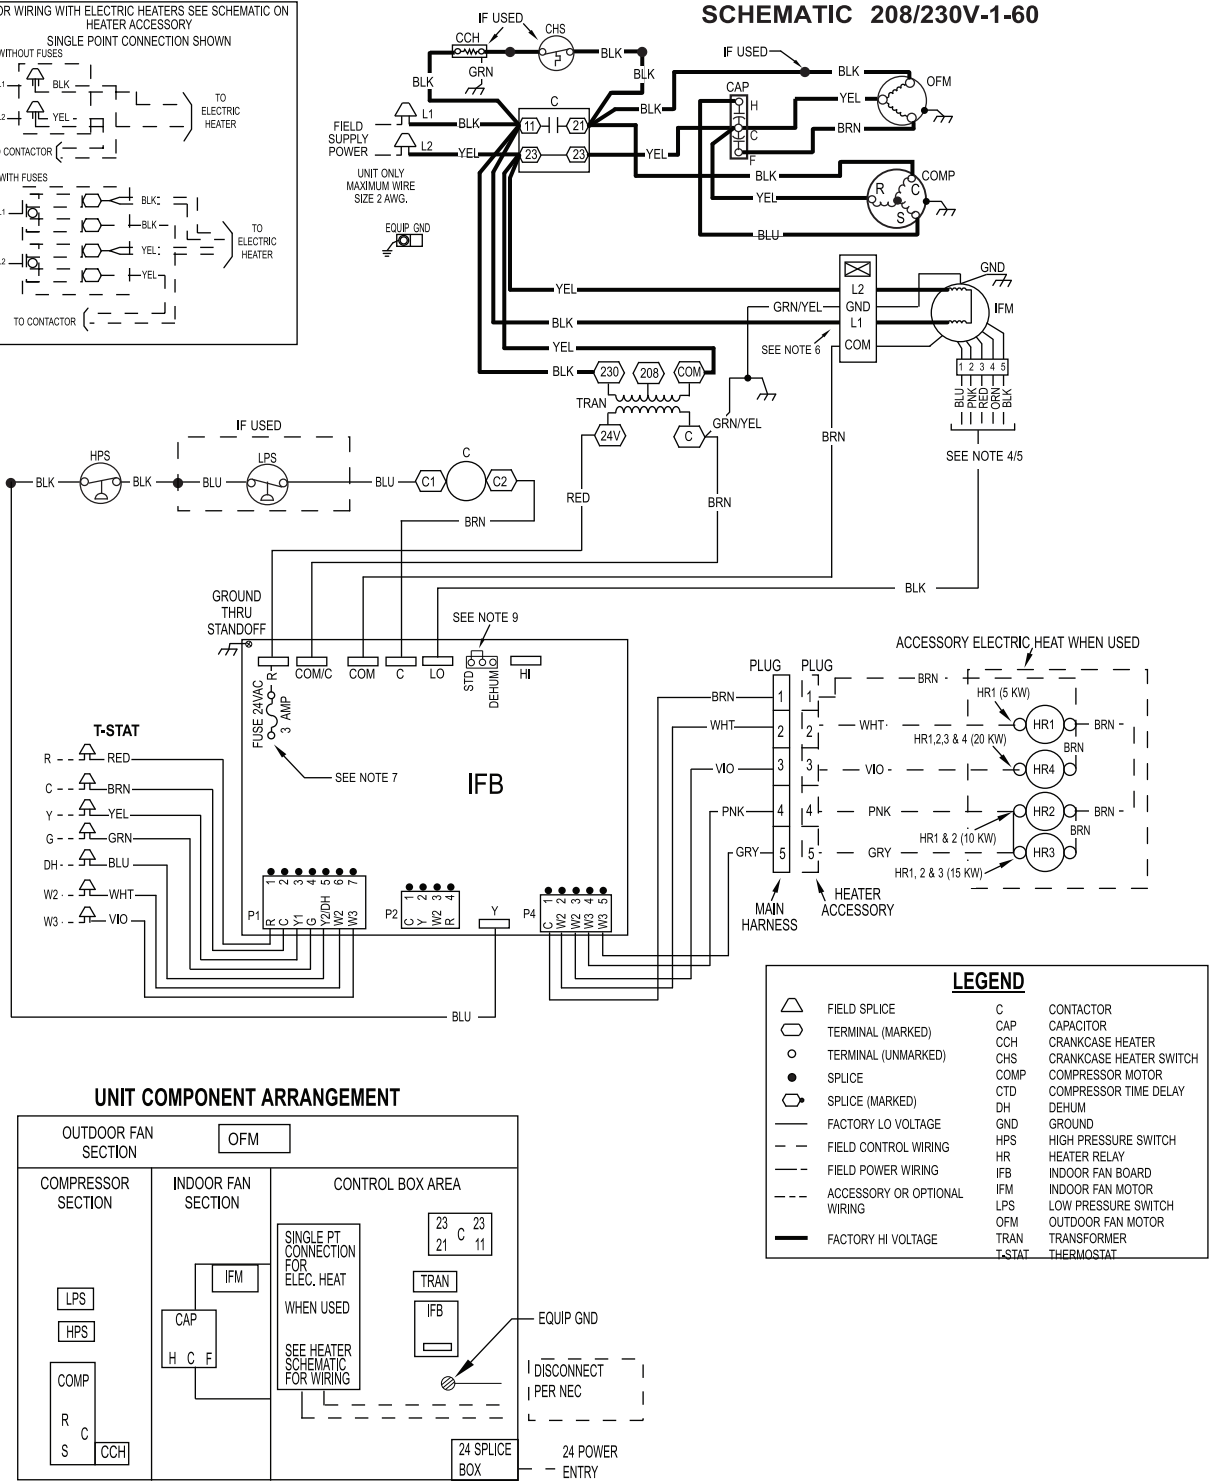 OR WIRING WITH ELECTRIC HEATERS SEE SCHEMATIC ON
HEATER ACCESSORY
SINGLE POINT CONNECTION SHOWN
WITHOUT FUSES
L1
BLK
L2
YEL
TO
ELECTRIC
HEATER
O CONTACTOR
WITH FUSES
L1
BLK
BLK
L2
YEL
YEL
TO
ELECTRIC
HEATER
TO CONTACTOR
SCHEMATIC 208/230V-1-60
IF USED
CCH
CHS
BLK
GRN
BLK
BLK
BLK
IF USED
BLK
OFM
CAP
H
C
F
YEL
BRN
FIELD
SUPPLY
POWER
L1
BLK
L2
YEL
C
11
21
23
23
YEL
BLK
YEL
BLU
COMP
R
C
S
UNIT ONLY
MAXIMUM WIRE
SIZE 2 AWG.
EQUIP GND
YEL
BLK
YEL
BLK
GRN/YEL
SEE NOTE 6
L2
GND
L1
COM
GND
IFM
1 2 3 4 5
BLU
PNK
RED
ORN
BLK
SEE NOTE 4/5
230
208
COM
TRAN
24V
C
GRN/YEL
BRN
RED
BRN
IF USED
HPS
LPS
C
BLK
BLK
BLU
BLU
C1
C2
BRN
BLK
GROUND
THRU
STANDOFF
SEE NOTE 9
R
COM/C
COM
C
LO
STD
DEHUM
HI
FUSE 24VAC
3 AMP
SEE NOTE 7
IFB
T-STAT
R
RED
C
BRN
Y
YEL
G
GRN
DH
BLU
W2
WHT
W3
VIO
P1
1 2 3 4 5 6 7
R C Y1 G Y2/DH W2 W3
P2
1 2 3 4
C Y W2 R
Y
P4
1 2 3 4 5
C W2 W2 W3 W3
BLU
PLUG
PLUG
BRN
1
1
WHT
2
2
VIO
3
3
PNK
4
4
GRY
5
5
MAIN
HARNESS
HEATER
ACCESSORY
ACCESSORY ELECTRIC HEAT WHEN USED
BRN
HR1 (5 KW)
WHT
HR1
BRN
HR1,2,3 & 4 (20 KW)
BRN
VIO
HR4
PNK
HR2
BRN
HR1 & 2 (10 KW)
BRN
GRY
HR3
HR1, 2 & 3 (15 KW)
LEGEND
FIELD SPLICE
TERMINAL (MARKED)
TERMINAL (UNMARKED)
SPLICE
SPLICE (MARKED)
FACTORY LO VOLTAGE
FIELD CONTROL WIRING
FIELD POWER WIRING
ACCESSORY OR OPTIONAL
WIRING
FACTORY HI VOLTAGE
C CONTACTOR
CAP CAPACITOR
CCH CRANKCASE HEATER
CHS CRANKCASE HEATER SWITCH
COMP COMPRESSOR MOTOR
CTD COMPRESSOR TIME DELAY
DH DEHUM
GND GROUND
HPS HIGH PRESSURE SWITCH
HR HEATER RELAY
IFB INDOOR FAN BOARD
IFM INDOOR FAN MOTOR
LPS LOW PRESSURE SWITCH
OFM OUTDOOR FAN MOTOR
TRAN TRANSFORMER
T-STAT THERMOSTAT
UNIT COMPONENT ARRANGEMENT
OUTDOOR FAN
SECTION
OFM
COMPRESSOR
SECTION
LPS
HPS
COMP
R
C
S
CCH
INDOOR FAN
SECTION
IFM
CAP
H C F
CONTROL BOX AREA
SINGLE PT
CONNECTION
FOR
ELEC. HEAT
WHEN USED
SEE HEATER
SCHEMATIC
FOR WIRING
23 C 23
21 11
TRAN
IFB
EQUIP GND
DISCONNECT
PER NEC
24 SPLICE
BOX
24 POWER
ENTRY